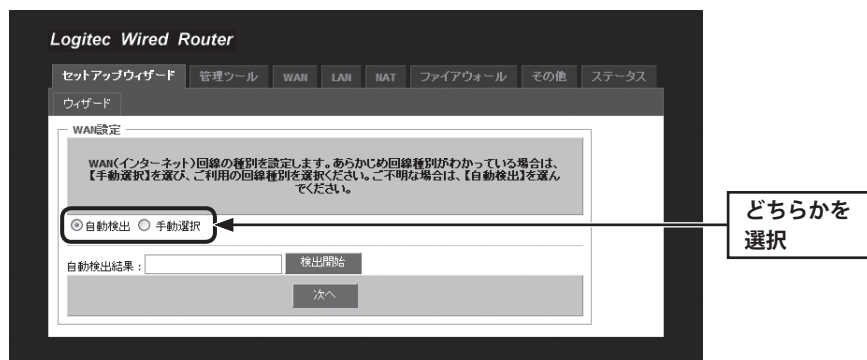 Logitec Wired Router
セットアップウィザード 管理ツール WAN LAN NAT ファイアウォール その他 ステータス
ウィザード
WAN設定
WAN(インターネット)回線の種別を設定します。あらかじめ回線種別がわかっている場合は、
【手動選択】を選び、ご利用の回線種別を選択ください。ご不明な場合は、【自動検出】を選ん
でください。
自動検出 手動選択
どちらかを
選択
自動検出結果: 検出開始
次へ